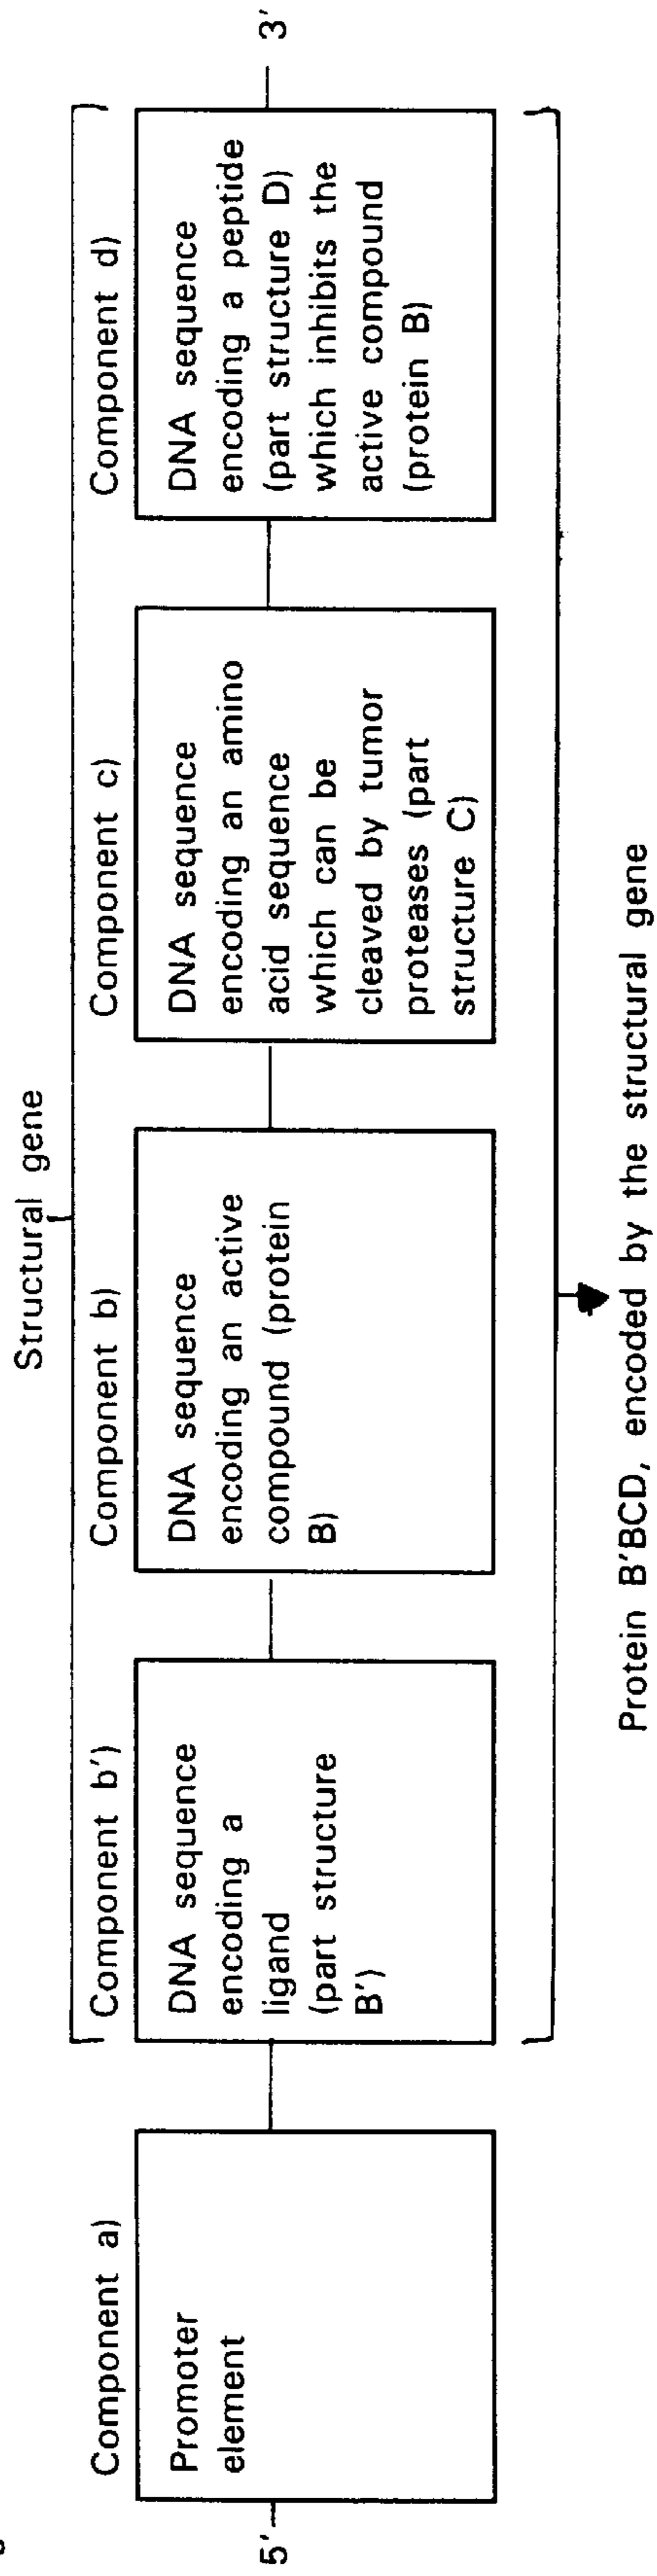 Structural gene
Component a)
Component b')
Component b)
Component c)
Component d)
5'
Promoter
element
DNA sequence
encoding a
ligand
(part structure
B')
DNA sequence
encoding an active
compound (protein
B)
DNA sequence
encoding an amino
acid sequence
which can be
cleaved by tumor
proteases (part
structure C)
DNA sequence
encoding a peptide
(part structure D)
which inhibits the
active compound
(protein B)
3'
Protein B'BCD, encoded by the structural gene